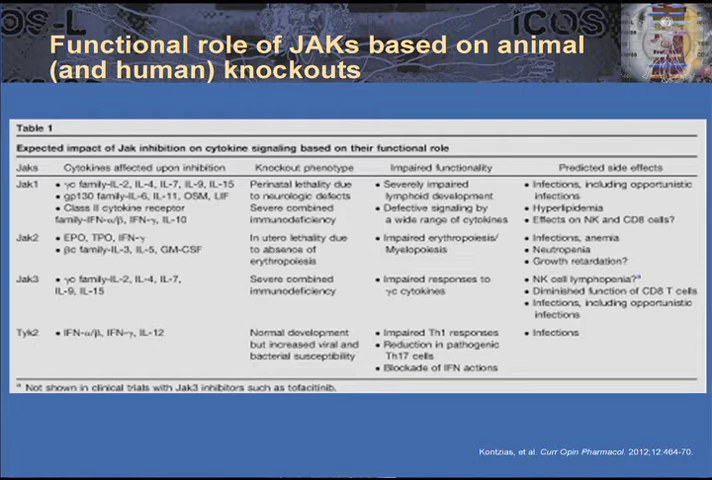 Functional role of JAKs based on animal
(and human) knockouts
Table 1
Expected impact of Jak inhibition on cytokine signaling based on their functional role
Jaks Cytokines affected upon inhibition Knockout phenotype Impaired functionality Predicted side effects
Jak1 • γc family-IL-2, IL-4, IL-7, IL-9, IL-15 Perinatal lethality due • Severely impaired • Infections, including opportunistic
• gp130 family-IL-6, IL-11, OSM, LIF to neurologic defects lymphoid development infections
• Class II cytokine receptor Severe combined • Defective signaling by • Hyperlipidemia
family-IFN-α/β, IFN-γ, IL-10 immunodeficiency a wide range of cytokines • Effects on NK and CD8 cells?
Jak2 • EPO, TPO, IFN-γ In utero lethality due • Impaired erythropoiesis/ • Infections, anemia
• βc family-IL-3, IL-5, GM-CSF to absence of Myelopoiesis • Neutropenia
erythropoiesis • Growth retardation?
Jak3 • γc family-IL-2, IL-4, IL-7, Severe combined • Impaired responses to • NK cell lymphopenia?a
IL-9, IL-15 immunodeficiency γc cytokines • Diminished function of CD8 T cells
• Infections, including opportunistic
infections
Tyk2 • IFN-α/β, IFN-γ, IL-12 Normal development • Impaired Th1 responses • Infections
but increased viral and • Reduction in pathogenic
bacterial susceptibility Th17 cells
• Blockade of IFN actions
a Not shown in clinical trials with Jak3 inhibitors such as tofacitinib.
Kontzias, et al. Curr Opin Pharmacol. 2012;12:464-70.